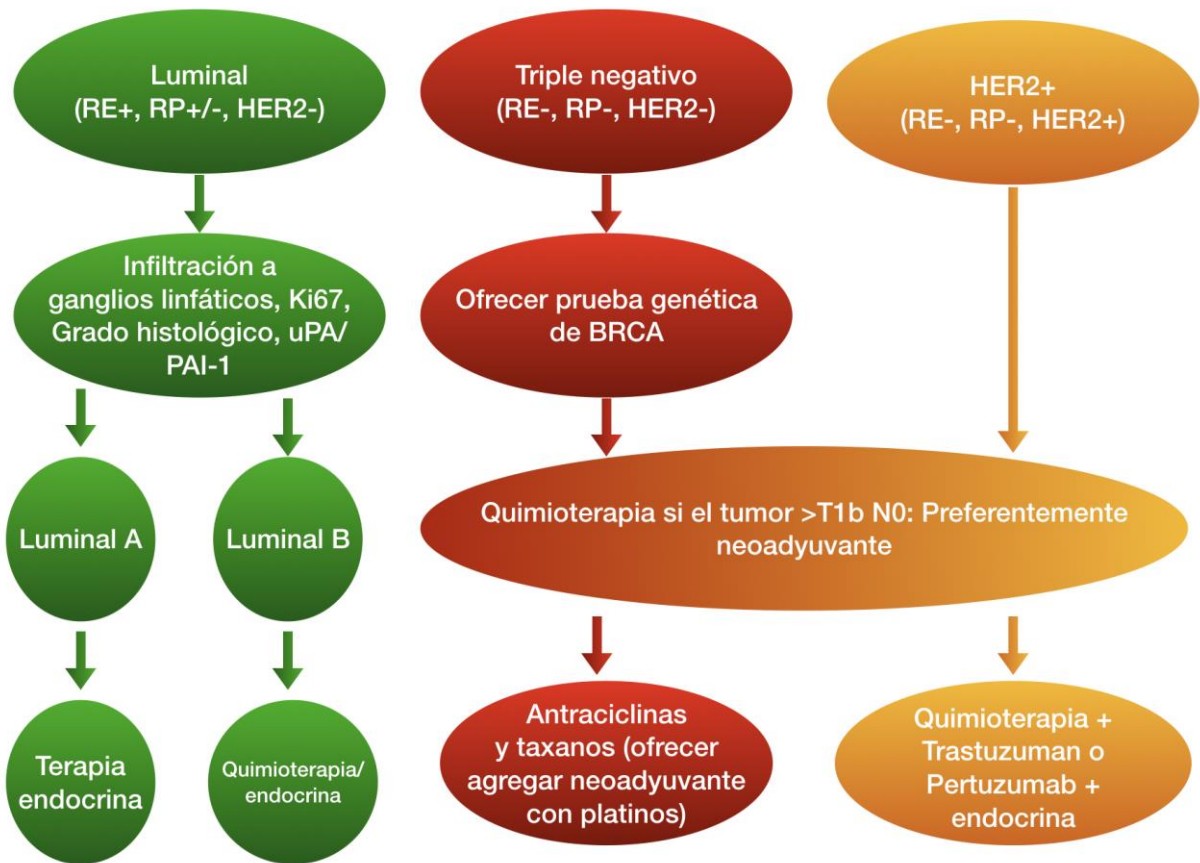 Luminal
(RE+, RP+/-, HER2-)
Triple negativo
(RE-, RP-, HER2-)
HER2+
(RE-, RP-, HER2+)
Infiltración a
ganglios linfáticos, Ki67,
Grado histológico, uPA/
PAI-1
Ofrecer prueba genética
de BRCA
Luminal A
Luminal B
Quimioterapia si el tumor >T1b N0: Preferentemente
neoadyuvante
Terapia
endocrina
Quimioterapia/
endocrina
Antraciclinas
y taxanos (ofrecer
agregar neoadyuvante
con platinos)
Quimioterapia +
Trastuzuman o
Pertuzumab +
endocrina